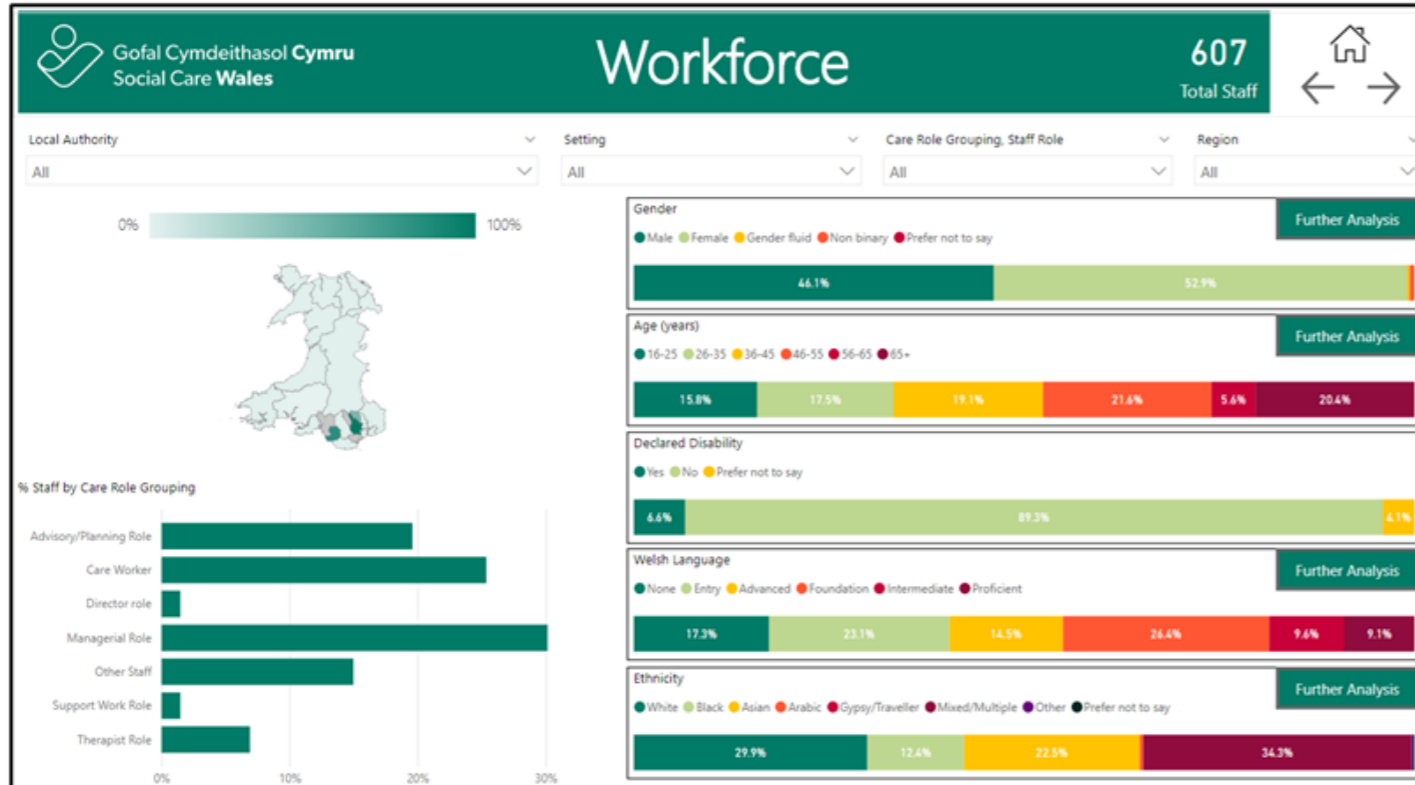 Gofal Cymdeithasol Cymru
Social Care Wales
Workforce
607
Total Staff
Local Authority
All
Setting
All
Care Role Grouping, Staff Role
All
Region
All
0%
100%
% Staff by Care Role Grouping
Advisory/Planning Role
Care Worker
Director role
Managerial Role
Other Staff
Support Work Role
Therapist Role
0%
10%
20%
30%
Gender
Further Analysis
Male Female Gender fluid Non binary Prefer not to say
46.1% 52.9%
Age (years)
Further Analysis
16-25 26-35 36-45 46-55 56-65 65+
15.8% 17.5% 19.1% 21.6% 5.6% 20.4%
Declared Disability
Yes No Prefer not to say
6.6% 89.3% 4.1%
Welsh Language
Further Analysis
None Entry Advanced Foundation Intermediate Proficient
17.3% 23.1% 14.5% 26.4% 9.6% 9.1%
Ethnicity
Further Analysis
White Black Asian Arabic Gypsy/Traveller Mixed/Multiple Other Prefer not to say
29.9% 12.4% 22.5% 34.3%